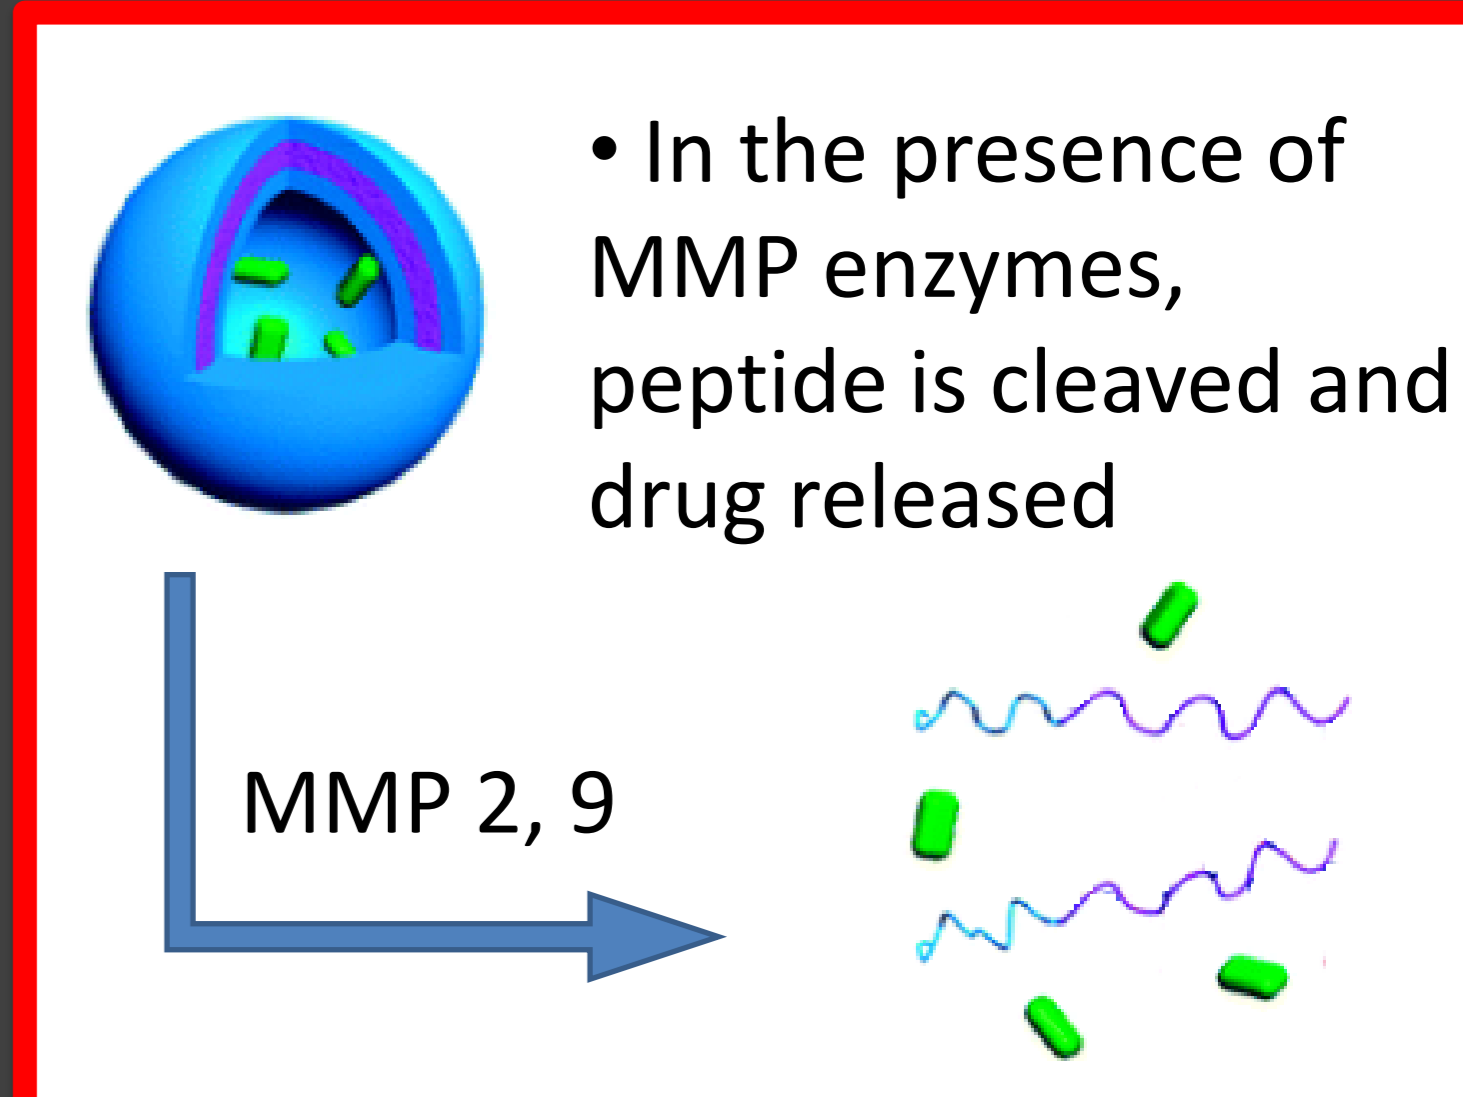 • In the presence of
MMP enzymes,
peptide is cleaved and
drug released
MMP 2, 9